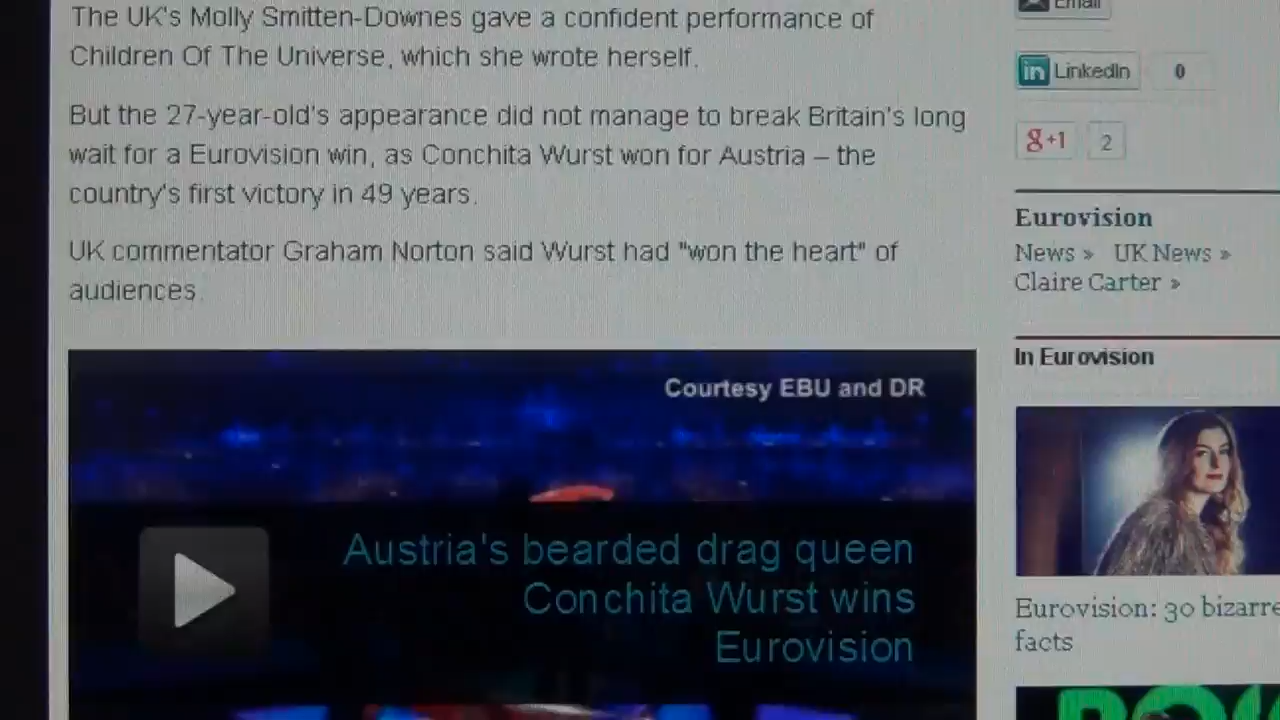 The UK's Molly Smitten-Downes gave a confident performance of
Children Of The Universe, which she wrote herself.
But the 27-year-old's appearance did not manage to break Britain's long
wait for a Eurovision win, as Conchita Wurst won for Austria – the
country's first victory in 49 years.
UK commentator Graham Norton said Wurst had "won the heart" of
audiences.
Courtesy EBU and DR
Austria's bearded drag queen
Conchita Wurst wins
Eurovision
Email
LinkedIn 0
g+1 2
Eurovision
News » UK News »
Claire Carter »
In Eurovision
Eurovision: 30 bizarre
facts